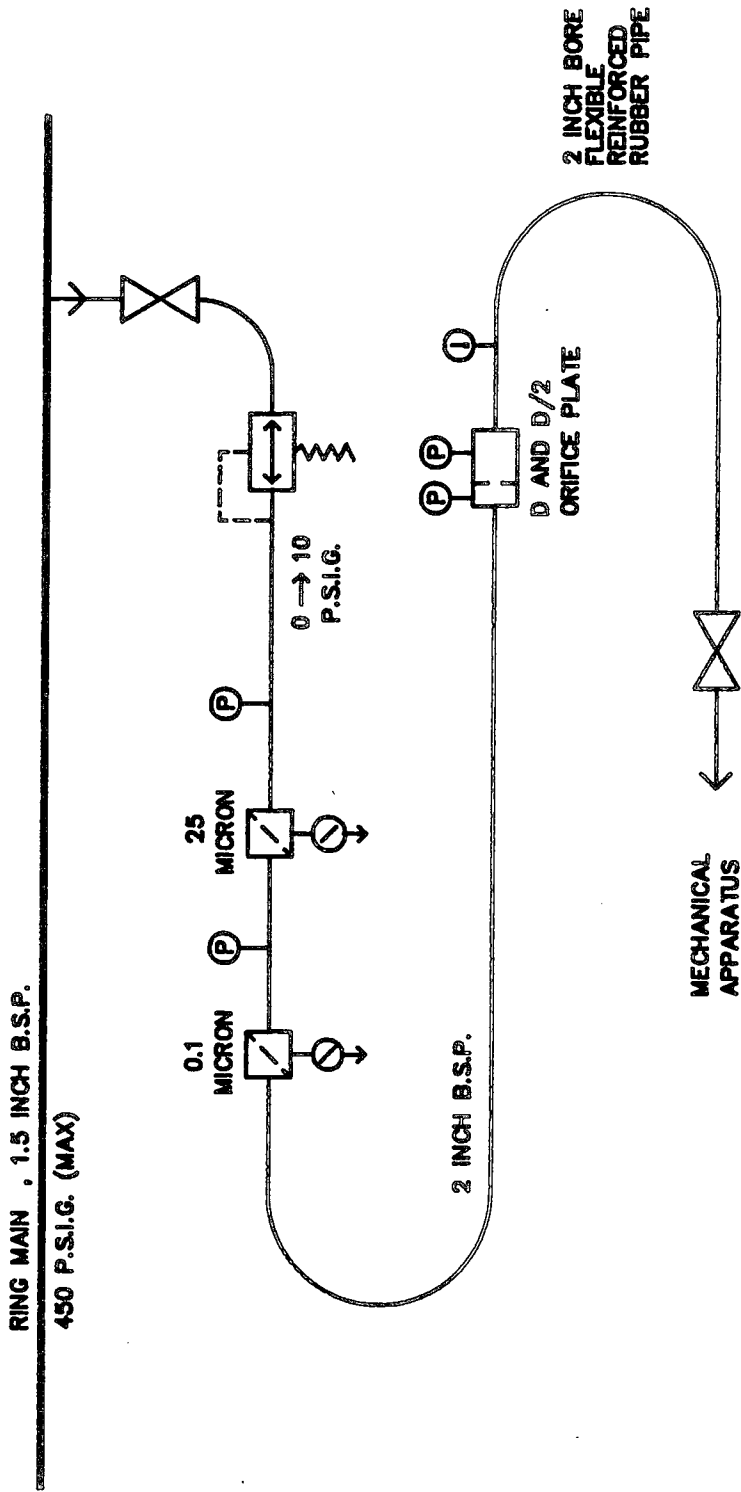 RING MAIN , 1.5 INCH B.S.P.
450 P.S.I.G. (MAX)
0 → 10
P.S.I.G.
P
25
MICRON
P
0.1
MICRON
2 INCH B.S.P.
P
P
D AND D/2
ORIFICE PLATE
I
2 INCH BORE
FLEXIBLE
REINFORCED
RUBBER PIPE
MECHANICAL
APPARATUS